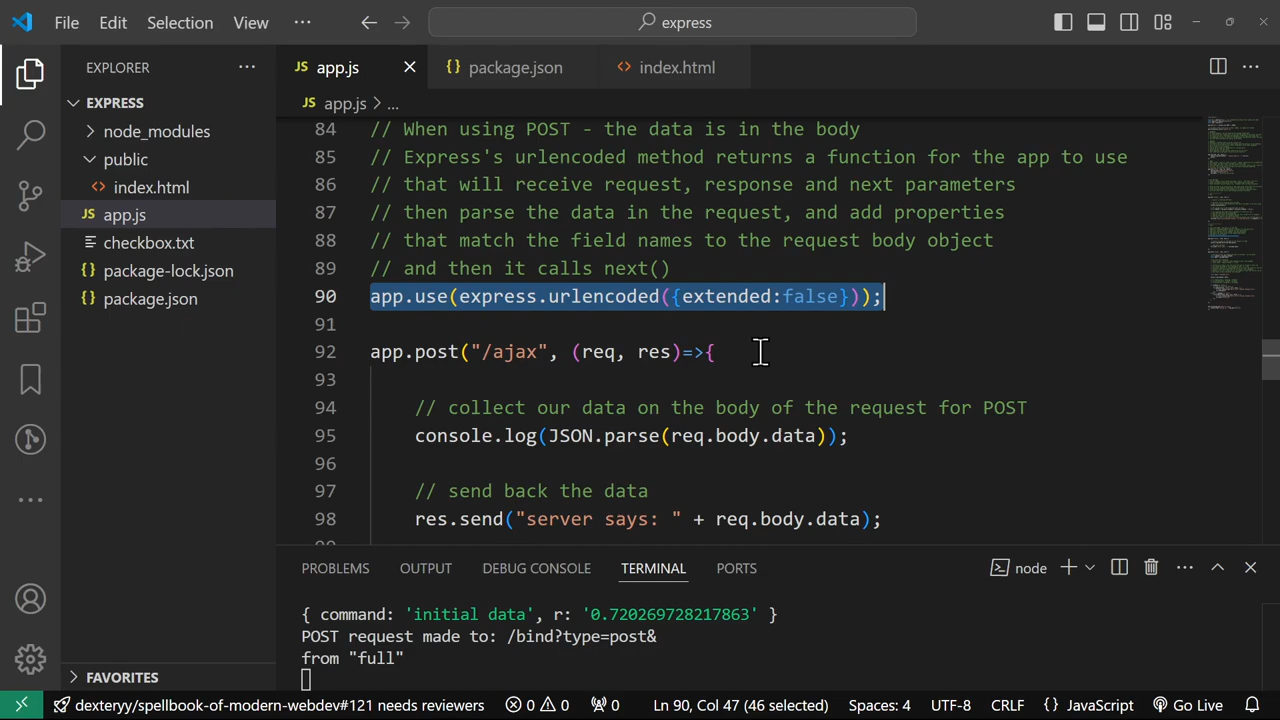 File Edit Selection View ··· express
EXPLORER ···
EXPRESS
node_modules
public
index.html
JS app.js
checkbox.txt
package-lock.json
{} package.json
FAVORITES
JS app.js {} package.json <> index.html ···
JS app.js > ...
84 // When using POST - the data is in the body
85 // Express's urlencoded method returns a function for the app to use
86 // that will receive request, response and next parameters
87 // then parse the data in the request, and add properties
88 // that match the field names to the request body object
89 // and then it calls next()
90 app.use(express.urlencoded({extended:false}));
91
92 app.post("/ajax", (req, res)=>{
93
94 // collect our data on the body of the request for POST
95 console.log(JSON.parse(req.body.data));
96
97 // send back the data
98 res.send("server says: " + req.body.data);
PROBLEMS OUTPUT DEBUG CONSOLE TERMINAL PORTS node ···
{ command: 'initial data', r: '0.720269728217863' }
POST request made to: /bind?type=post&
from "full"
dexteryy/spellbook-of-modern-webdev#121 needs reviewers 0 0 0 Ln 90, Col 47 (46 selected) Spaces: 4 UTF-8 CRLF {} JavaScript Go Live